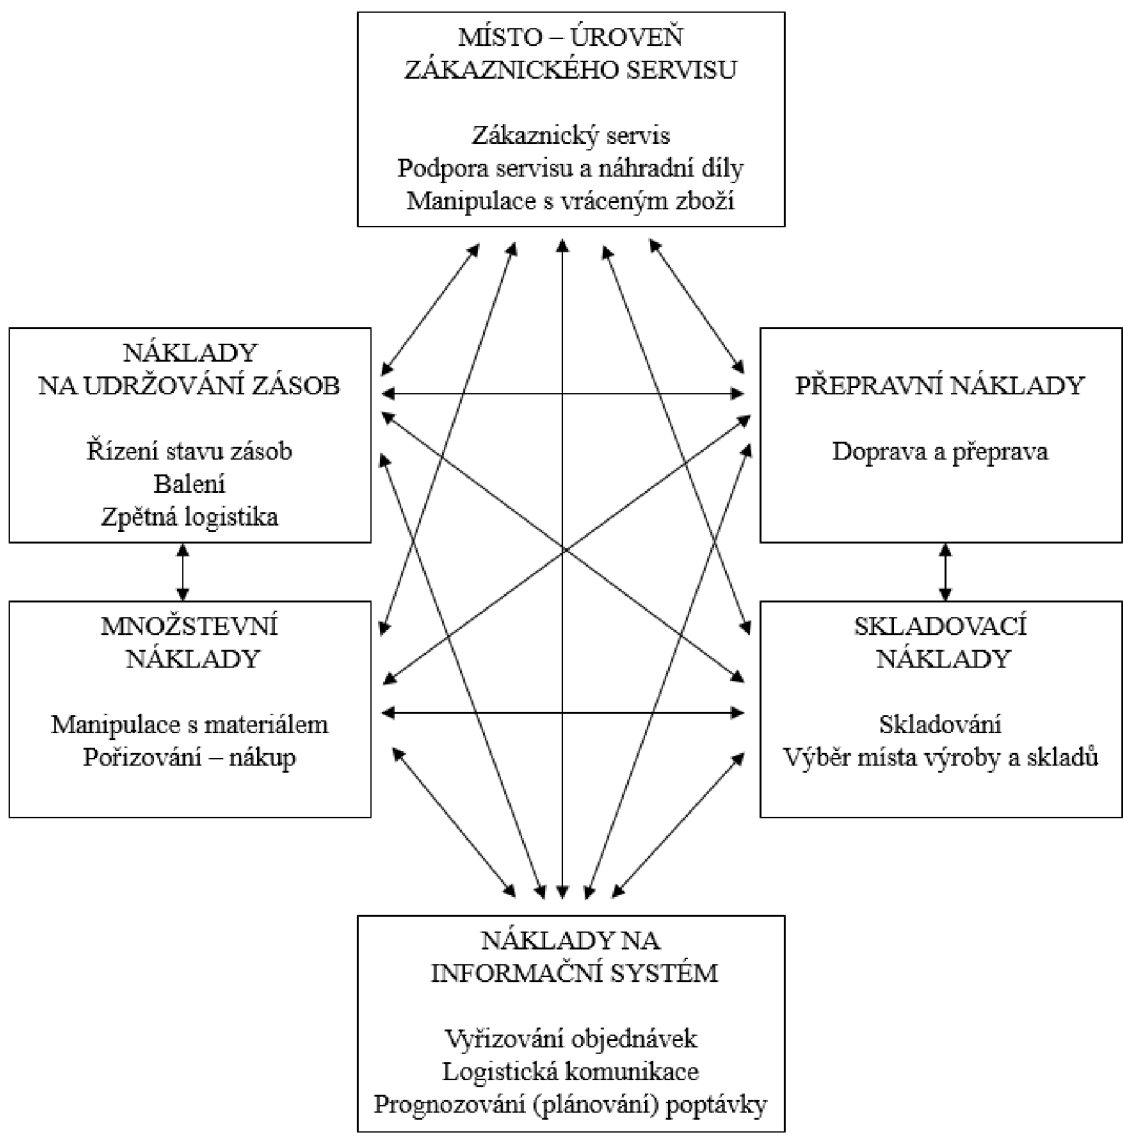 MÍSTO – ÚROVEŇ
ZÁKAZNICKÉHO SERVISU
Zákaznický servis
Podpora servisu a náhradní díly
Manipulace s vráceným zboží
NÁKLADY
NA UDRŽOVÁNÍ ZÁSOB
Řízení stavu zásob
Balení
Zpětná logistika
PŘEPRAVNÍ NÁKLADY
Doprava a přeprava
MNOŽSTEVNÍ
NÁKLADY
Manipulace s materiálem
Pořizování – nákup
SKLADOVACÍ
NÁKLADY
Skladování
Výběr místa výroby a skladů
NÁKLADY NA
INFORMAČNÍ SYSTÉM
Vyřizování objednávek
Logistická komunikace
Prognozování (plánování) poptávky